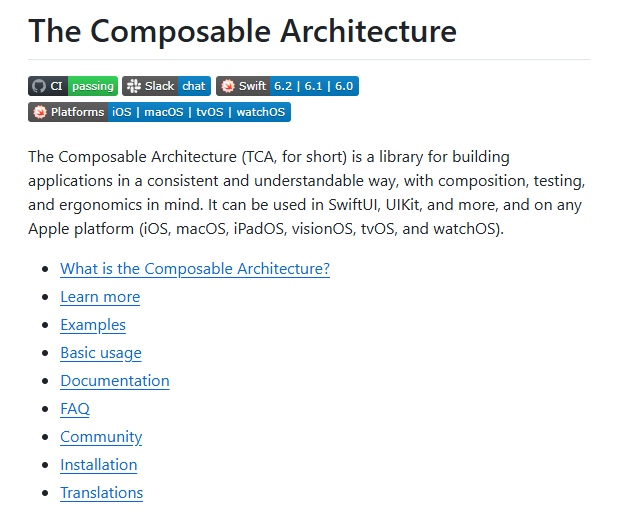 The Composable Architecture
CI passing Slack chat Swift 6.2 | 6.1 | 6.0
Platforms iOS | macOS | tvOS | watchOS
The Composable Architecture (TCA, for short) is a library for building
applications in a consistent and understandable way, with composition, testing,
and ergonomics in mind. It can be used in SwiftUI, UIKit, and more, and on any
Apple platform (iOS, macOS, iPadOS, visionOS, tvOS, and watchOS).
What is the Composable Architecture?
Learn more
Examples
Basic usage
Documentation
FAQ
Community
Installation
Translations